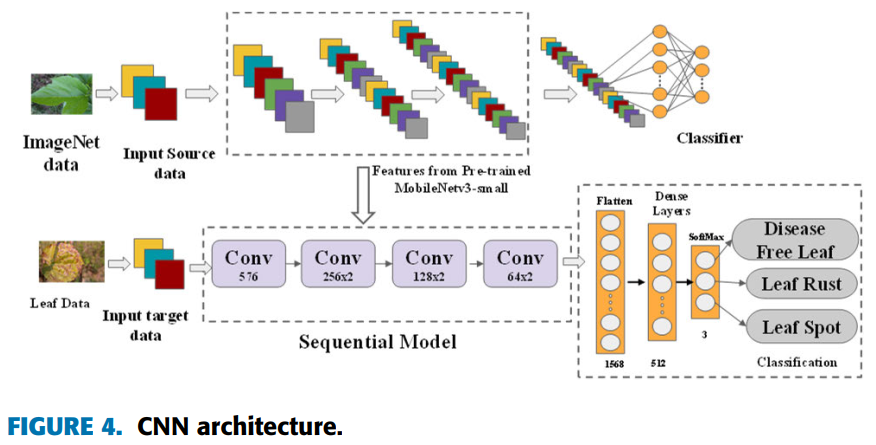 ImageNet
data
Input Source
data
Classifier
Features from Pre-trained
MobileNetv3-small
Leaf Data
Input target
data
Conv
576
Conv
256x2
Conv
128x2
Conv
64x2
Sequential Model
Flatten
1568
Dense
Layers
512
SoftMax
3
Disease
Free Leaf
Leaf Rust
Leaf Spot
Classification
FIGURE 4. CNN architecture.